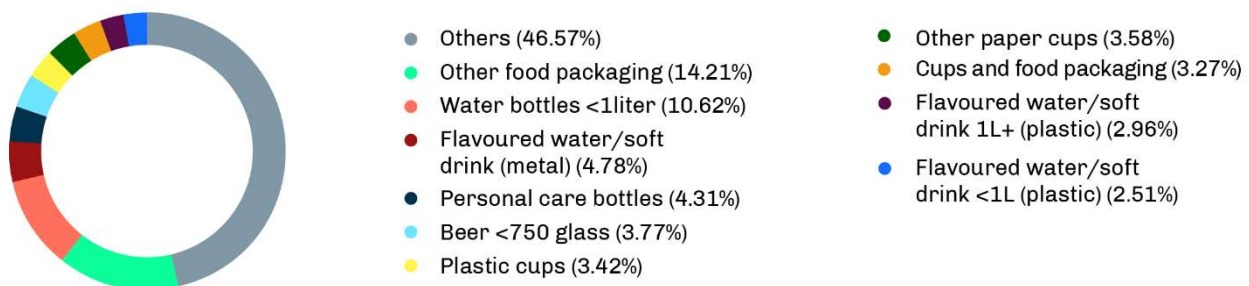 Others (46.57%)
Other food packaging (14.21%)
Water bottles <1liter (10.62%)
Flavoured water/soft
drink (metal) (4.78%)
Personal care bottles (4.31%)
Beer <750 glass (3.77%)
Plastic cups (3.42%)
Other paper cups (3.58%)
Cups and food packaging (3.27%)
Flavoured water/soft
drink 1L+ (plastic) (2.96%)
Flavoured water/soft
drink <1L (plastic) (2.51%)